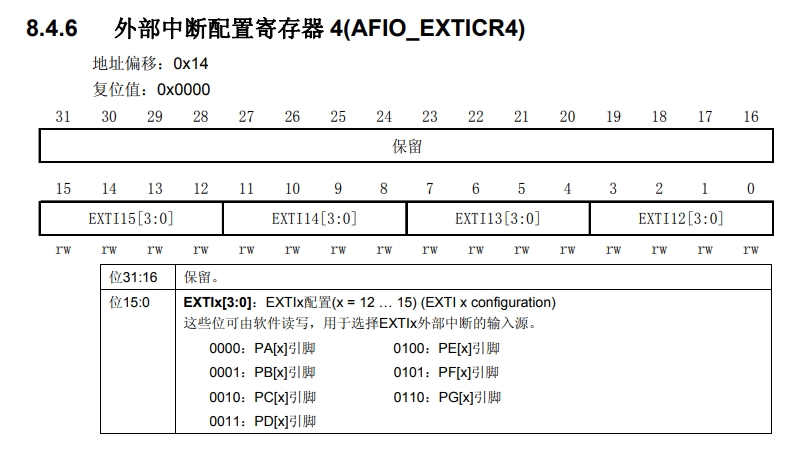 8.4.6 外部中断配置寄存器 4(AFIO_EXTICR4)
地址偏移：0x14
复位值：0x0000
31 30 29 28 27 26 25 24 23 22 21 20 19 18 17 16
保留
15 14 13 12 11 10 9 8 7 6 5 4 3 2 1 0
EXTI15[3:0] EXTI14[3:0] EXTI13[3:0] EXTI12[3:0]
rw rw rw rw rw rw rw rw rw rw rw rw rw rw rw rw
位31:16 保留。
位15:0 EXTIx[3:0]：EXTIx配置(x = 12 … 15) (EXTI x configuration)
这些位可由软件读写，用于选择EXTIx外部中断的输入源。
0000：PA[x]引脚 0100：PE[x]引脚
0001：PB[x]引脚 0101：PF[x]引脚
0010：PC[x]引脚 0110：PG[x]引脚
0011：PD[x]引脚